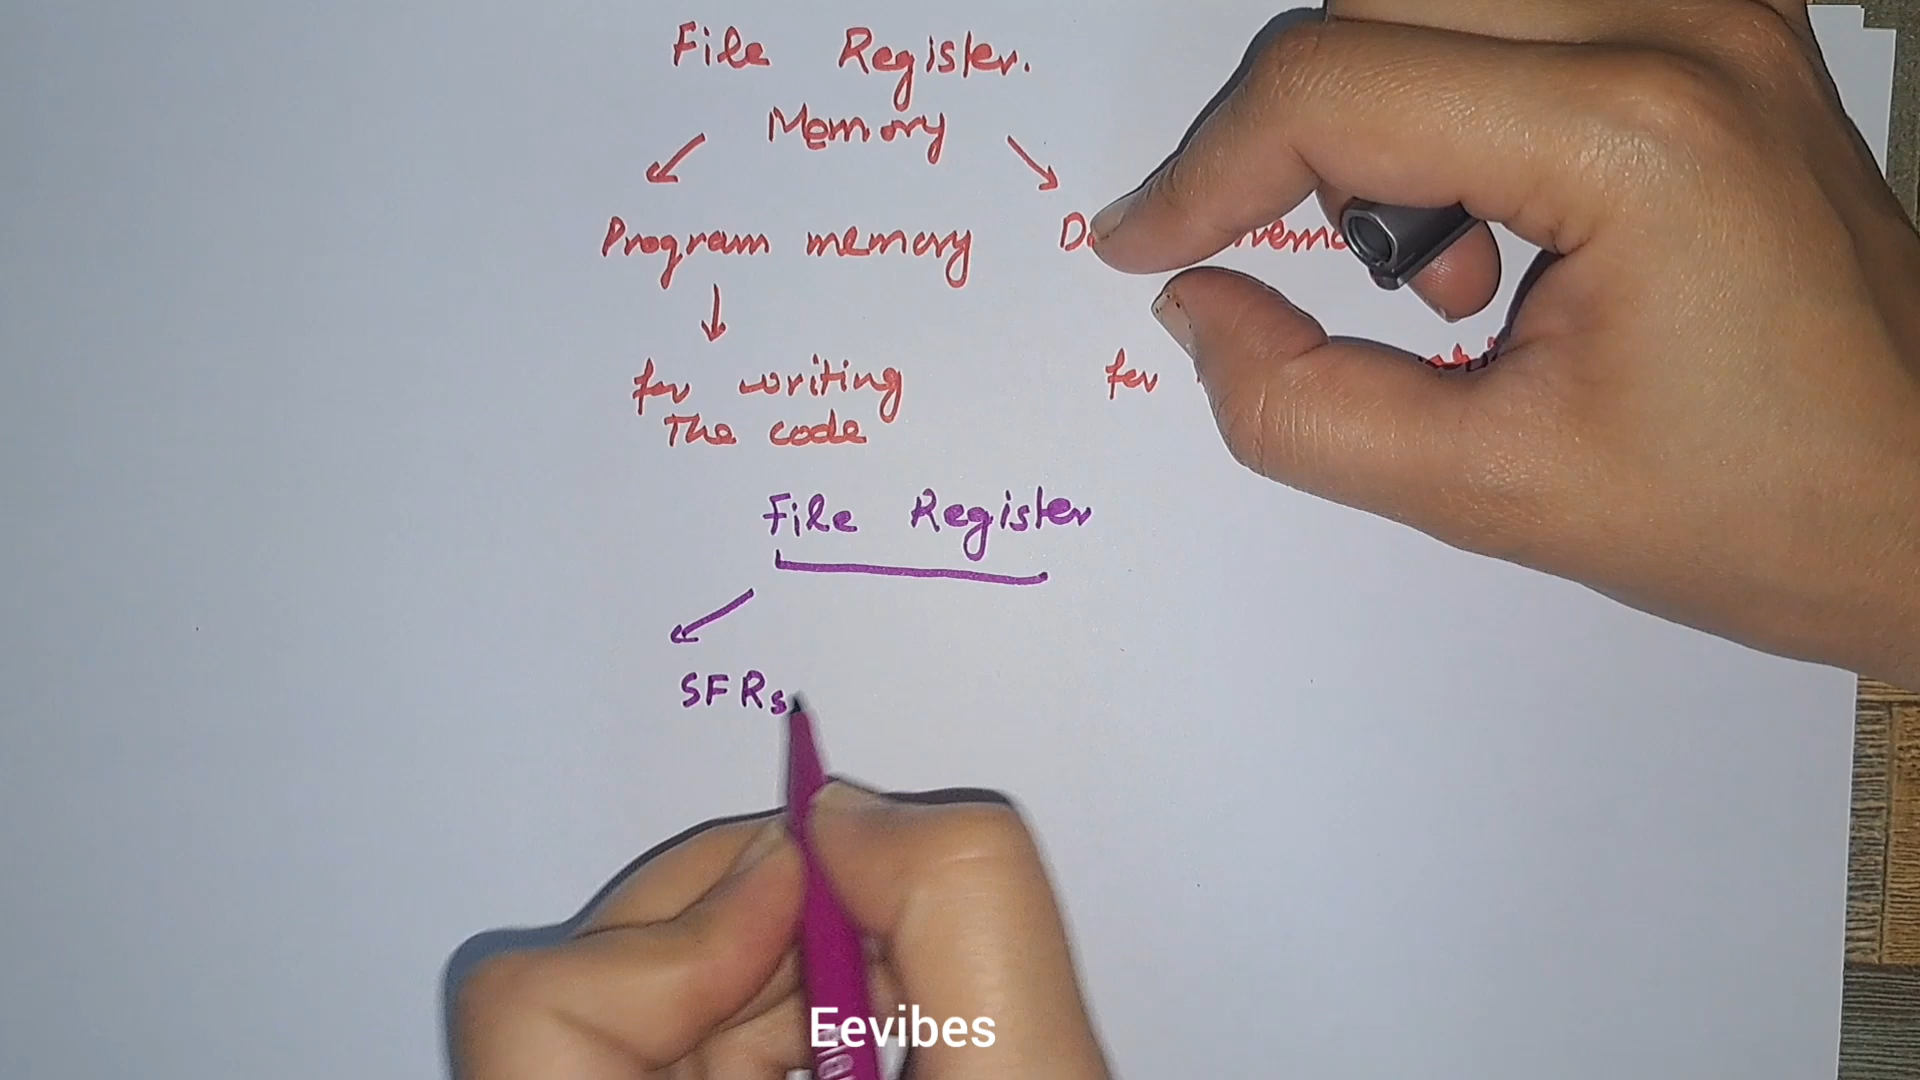 File Register.
Memory
Program memory
for writing
for
The code
File Register
SFRs
Eevibes